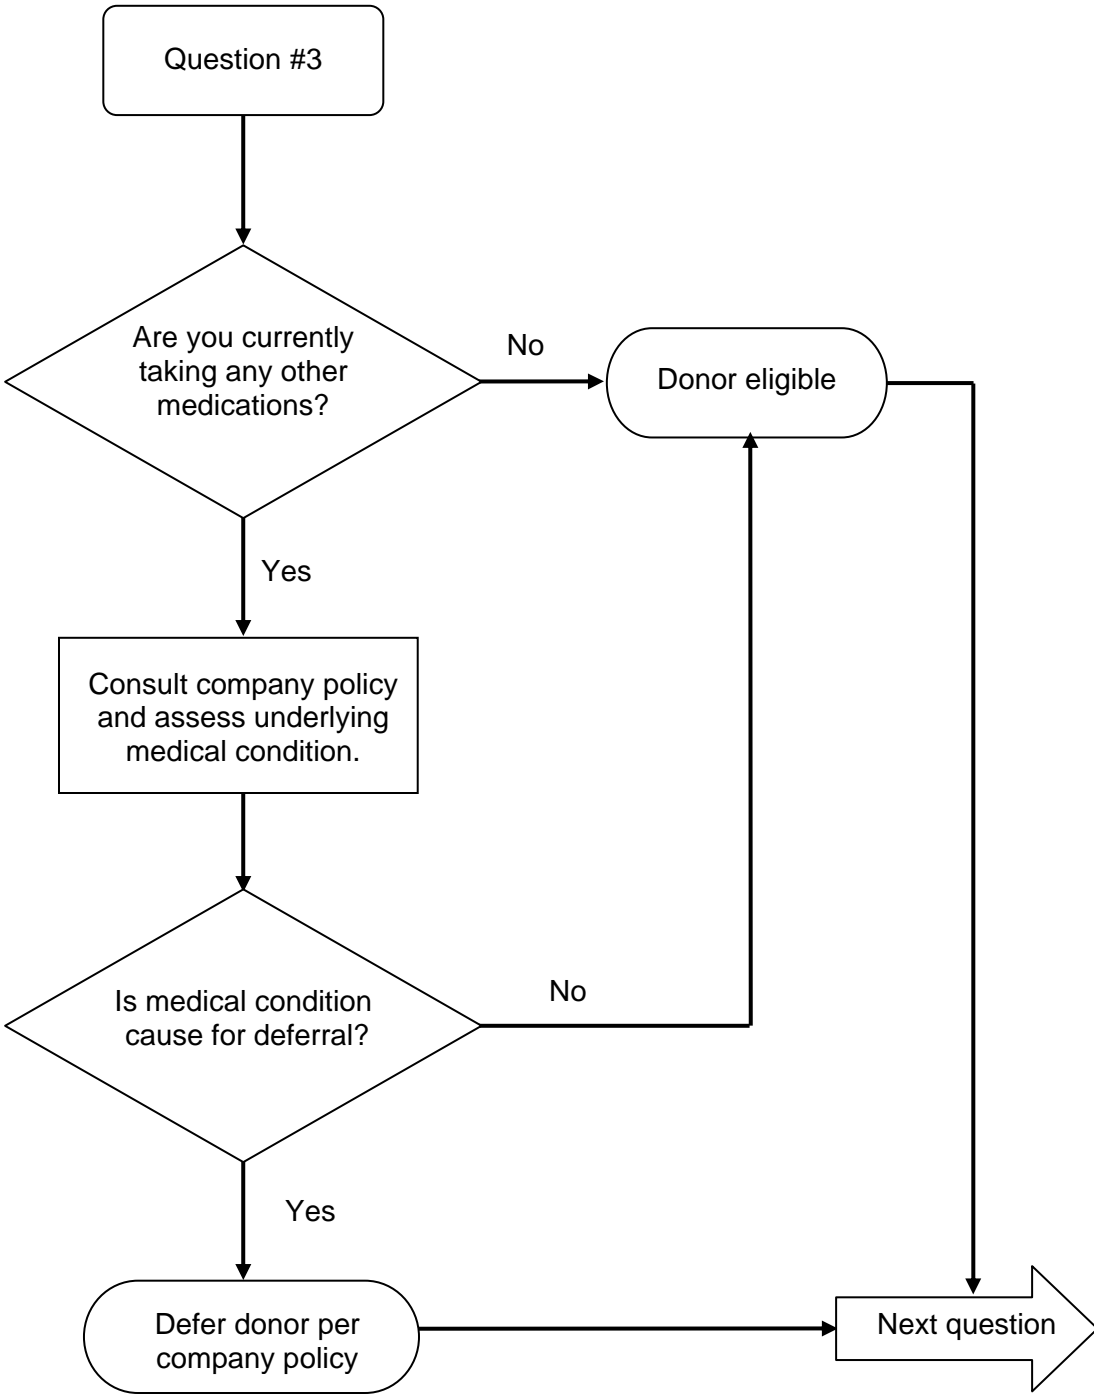 Question #3
Are you currently
taking any other
medications?
No
Donor eligible
Yes
Consult company policy
and assess underlying
medical condition.
Is medical condition
cause for deferral?
No
Yes
Defer donor per
company policy
Next question